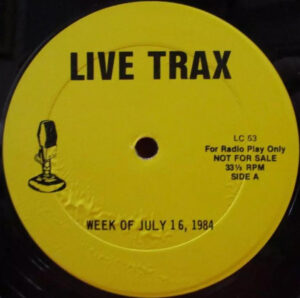 LIVE TRAX
LC 53
For Radio Play Only
NOT FOR SALE
33⅓ RPM
SIDE A
WEEK OF JULY 16, 1984